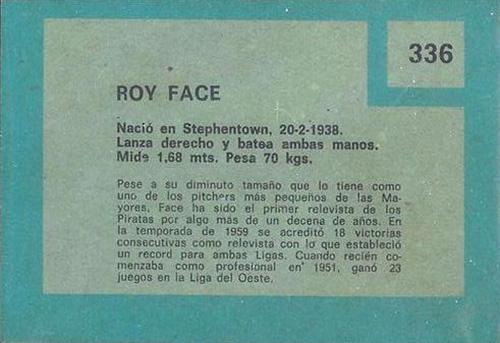 336
ROY FACE
Nació en Stephentown, 20-2-1938.
Lanza derecho y batea ambas manos.
Mide 1,68 mts. Pesa 70 kgs.
Pese a su diminuto tamaño que lo tiene como
uno de los pitchers más pequeños de las Ma-
yores, Face ha sido el primer relevista de los
Piratas por algo más de un decena de años. En
la temporada de 1959 se acreditó 18 victorias
consecutivas como relevista con lo que estableció
un record para ambas Ligas. Cuando recién co-
menzaba como profesional en 1951, ganó 23
juegos en la Liga del Oeste.